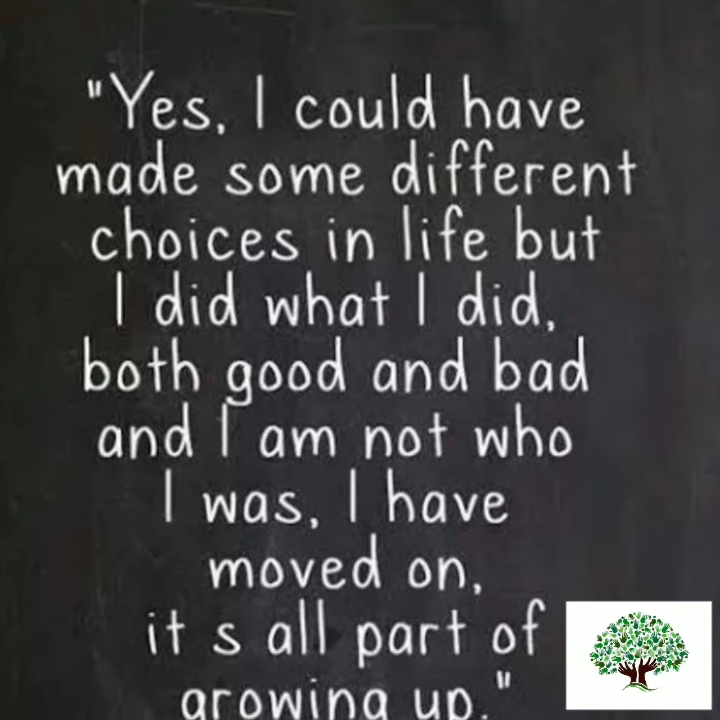 "Yes, I could have
made some different
choices in life but
I did what I did,
both good and bad
and I am not who
I was, I have
moved on,
it s all part of
growing up."